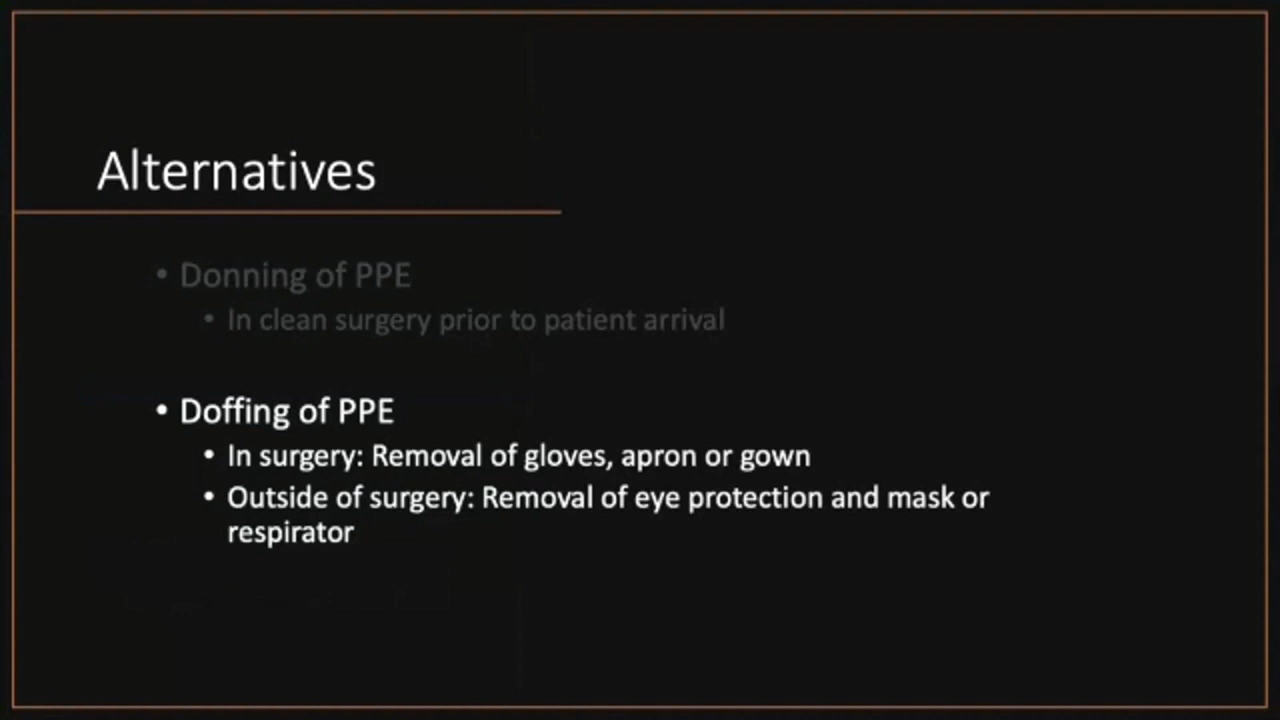 Alternatives
• Donning of PPE
• In clean surgery prior to patient arrival
• Doffing of PPE
• In surgery: Removal of gloves, apron or gown
• Outside of surgery: Removal of eye protection and mask or
respirator